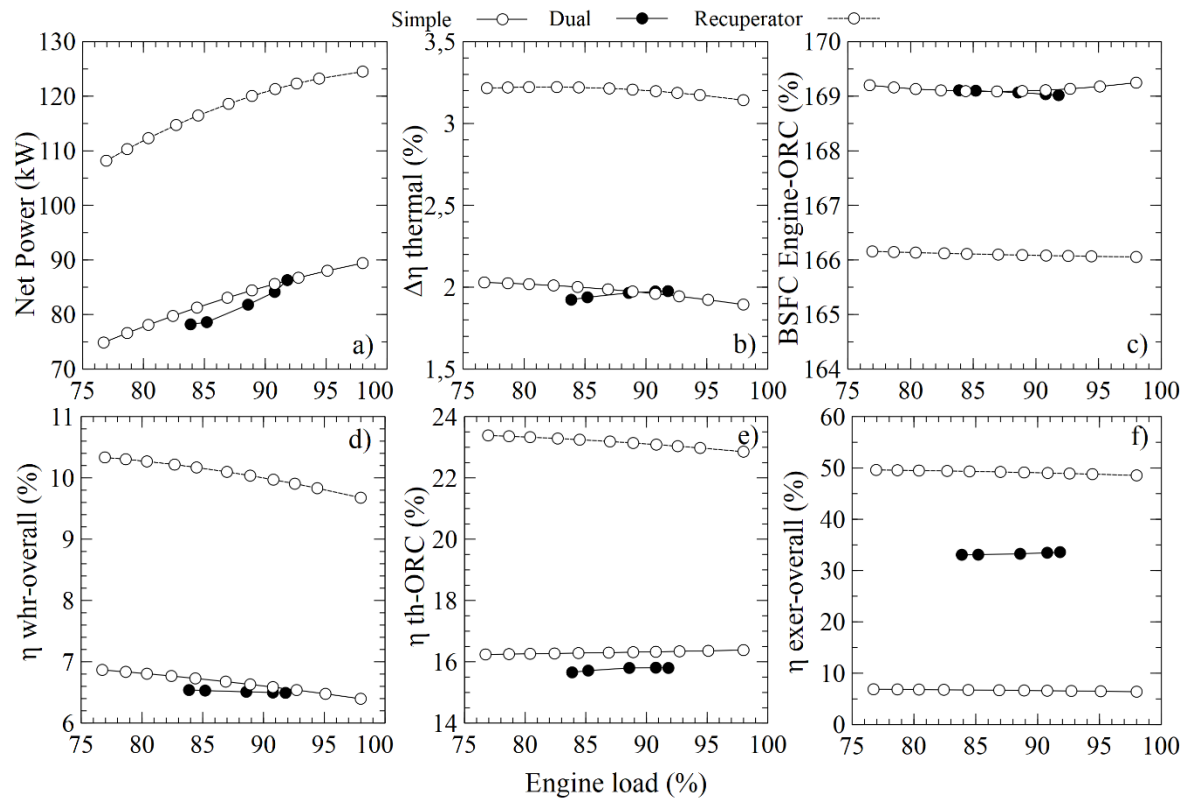 Simple Dual Recuperator
130
120
110
100
90
80
70
75 80 85 90 95 100
Net Power (kW)
a)
3,5
3
2,5
2
1,5
75 80 85 90 95 100
Δη thermal (%)
b)
170
169
168
167
166
165
164
75 80 85 90 95 100
BSFC Engine-ORC (%)
c)
11
10
9
8
7
6
75 80 85 90 95 100
η whr-overall (%)
d)
24
22
20
18
16
14
75 80 85 90 95 100
η th-ORC (%)
e)
60
50
40
30
20
10
0
75 80 85 90 95 100
η exer-overall (%)
f)
Engine load (%)